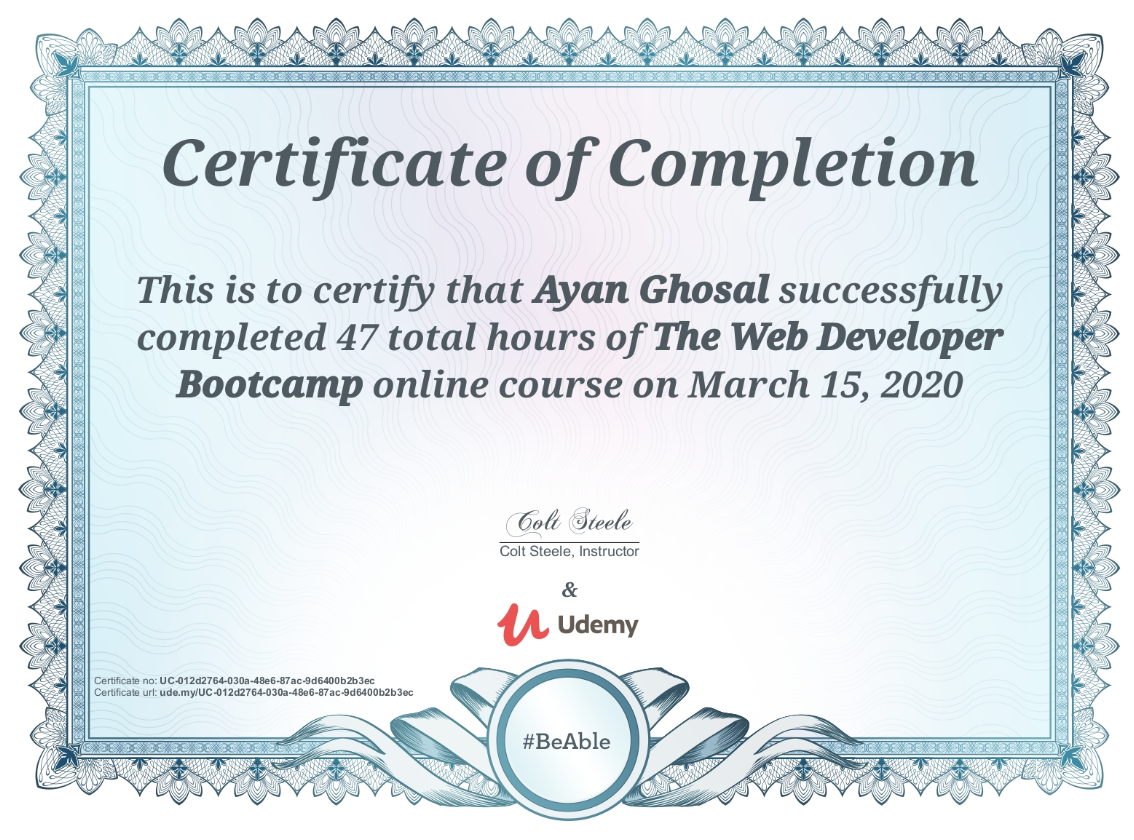 Certificate of Completion
This is to certify that Ayan Ghosal successfully
completed 47 total hours of The Web Developer
Bootcamp online course on March 15, 2020
Colt Steele
Colt Steele, Instructor
&
Udemy
Certificate no: UC-012d2764-030a-48e6-87ac-9d6400b2b3ec
Certificate url: ude.my/UC-012d2764-030a-48e6-87ac-9d6400b2b3ec
#BeAble